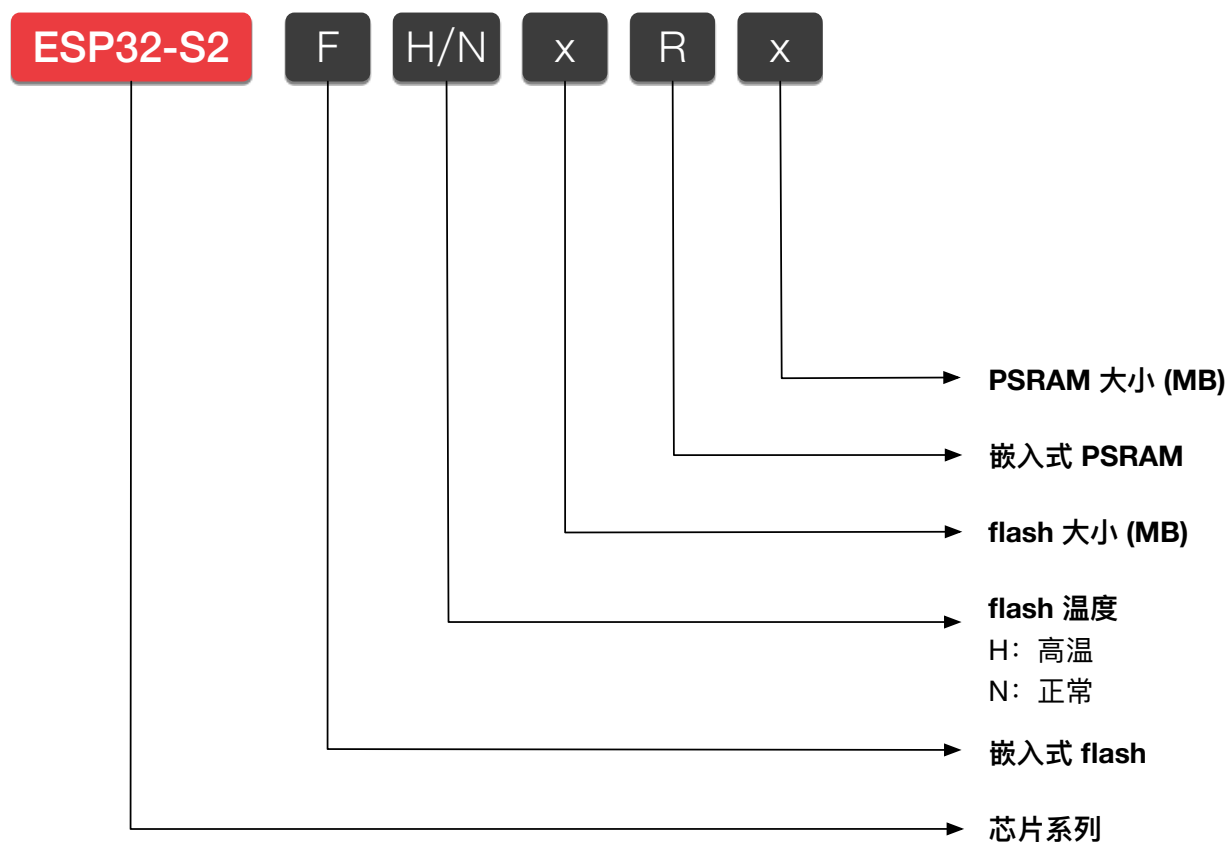 ESP32-S2 F H/N x R x
PSRAM 大小 (MB)
嵌入式 PSRAM
flash 大小 (MB)
flash 温度
H：高温
N：正常
嵌入式 flash
芯片系列